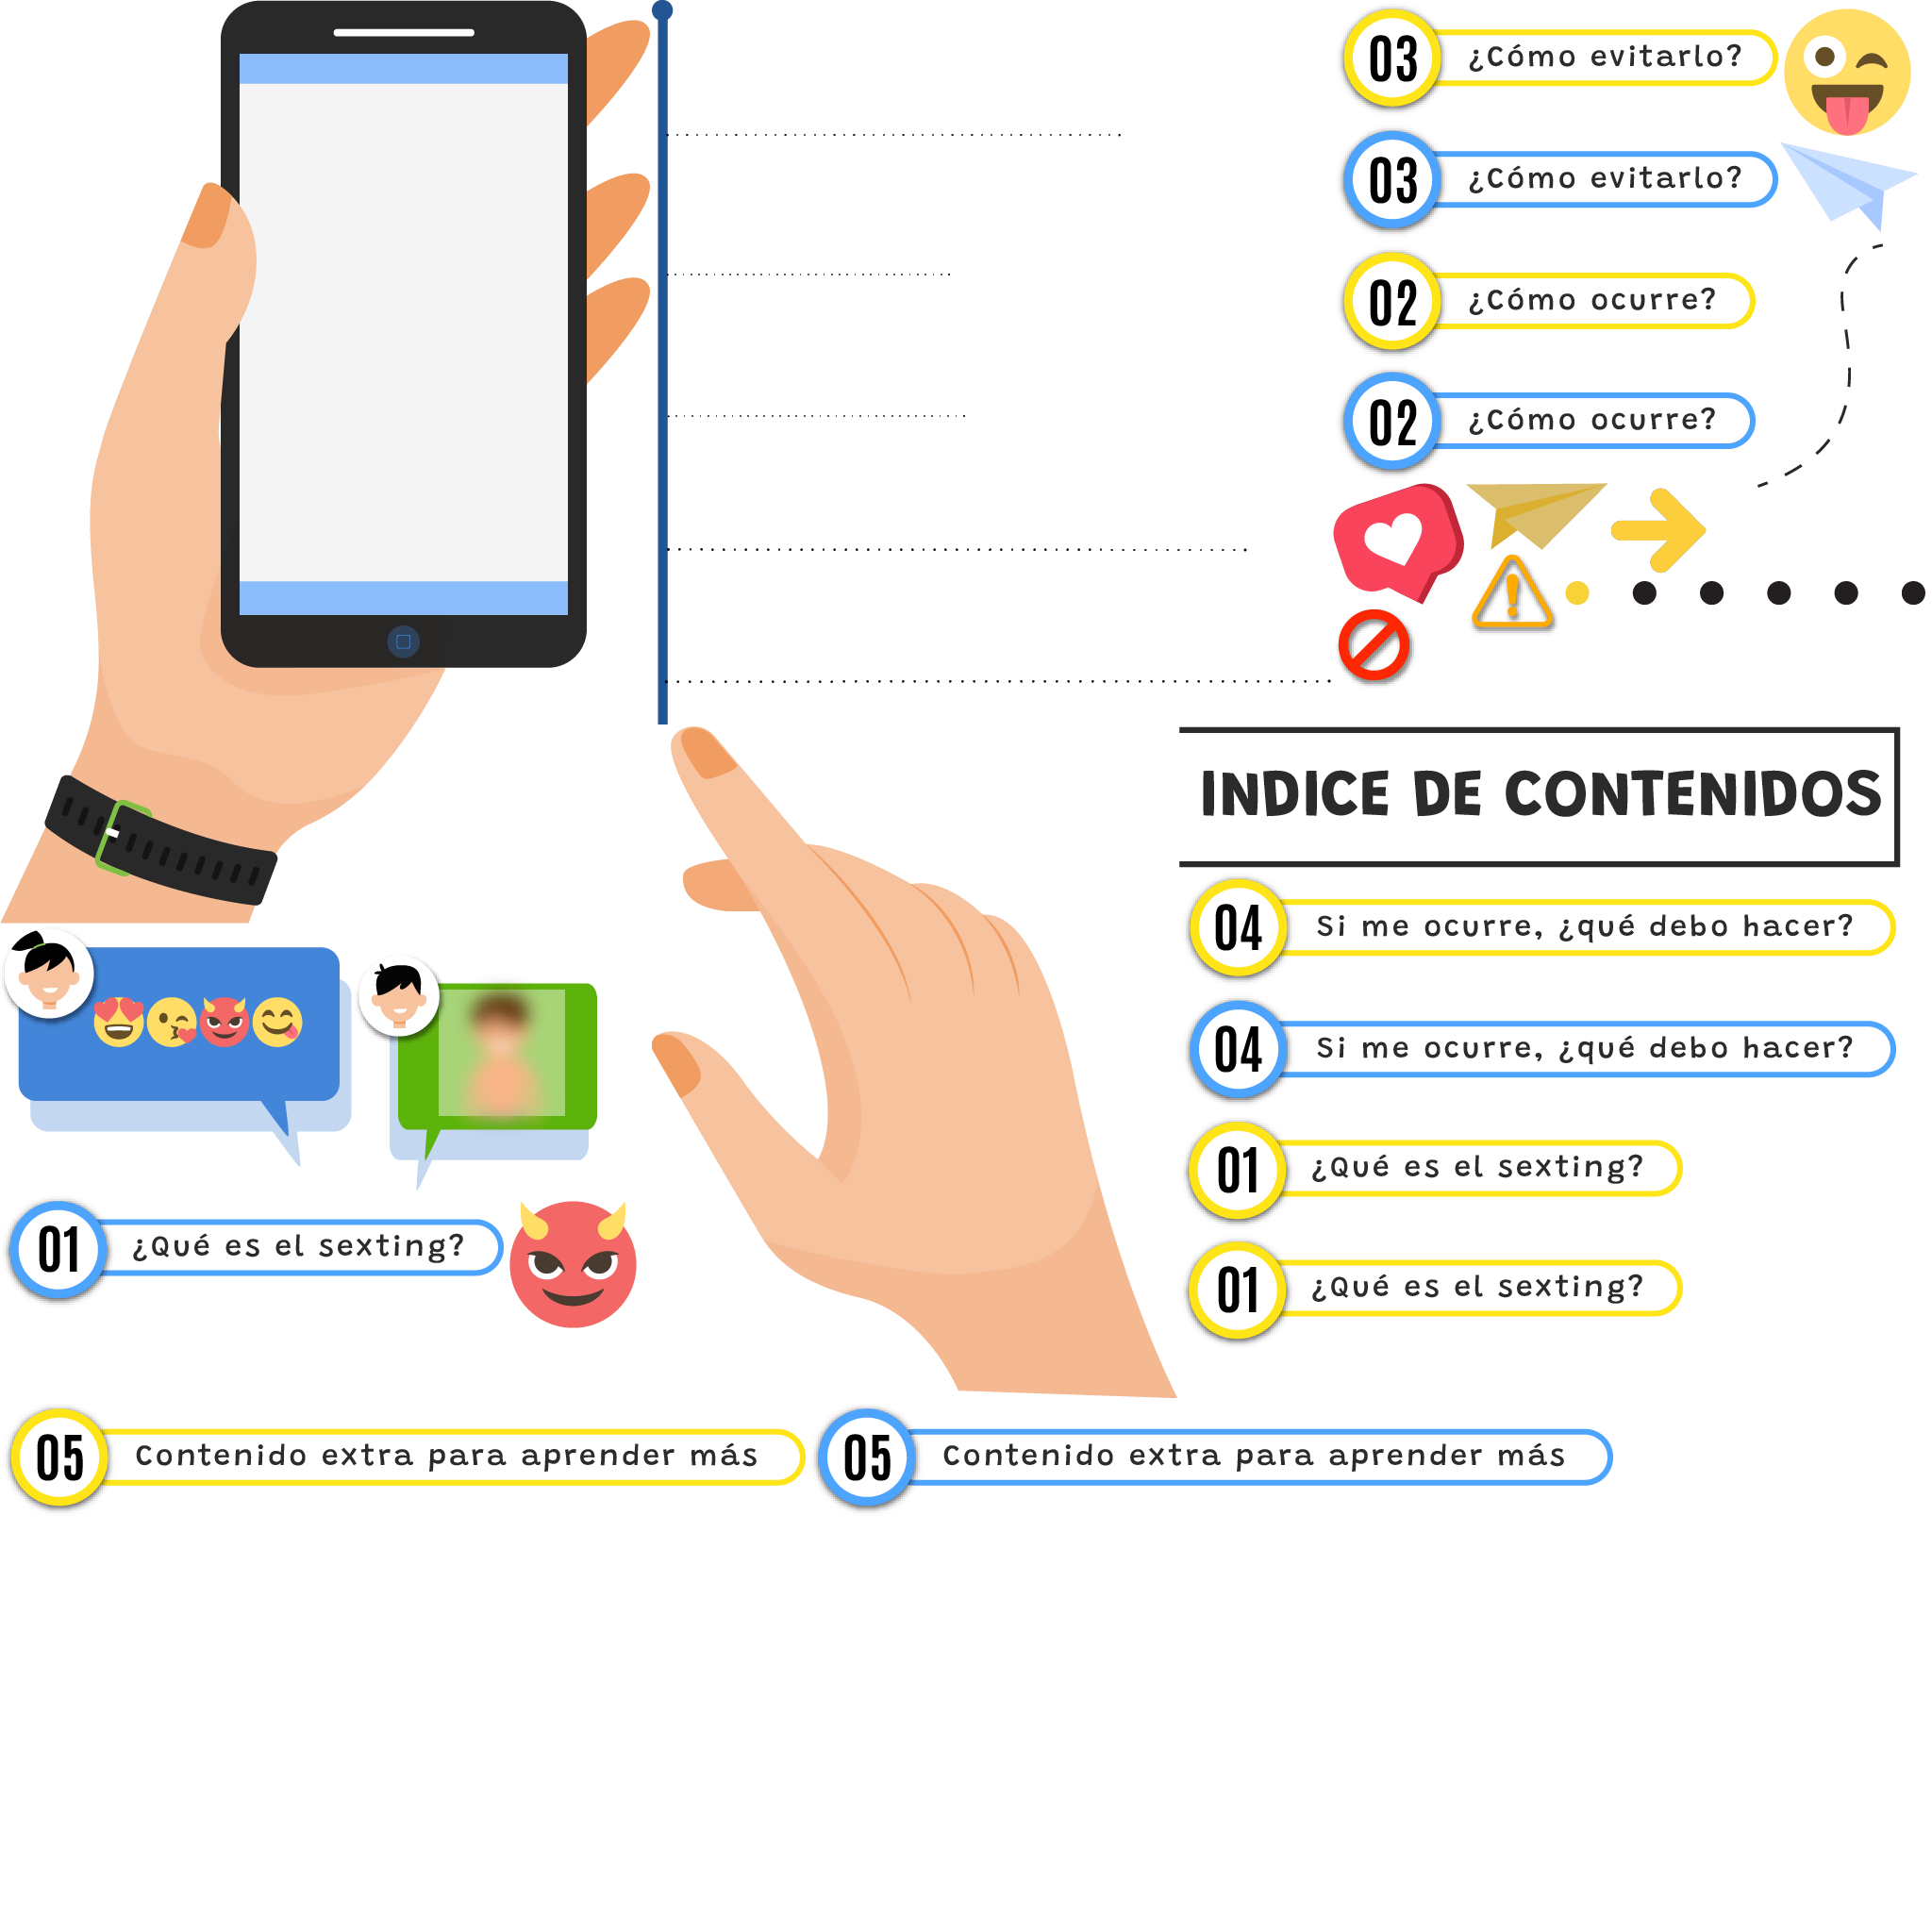 03 ¿Cómo evitarlo?
03 ¿Cómo evitarlo?
02 ¿Cómo ocurre?
02 ¿Cómo ocurre?
INDICE DE CONTENIDOS
04 Si me ocurre, ¿qué debo hacer?
04 Si me ocurre, ¿qué debo hacer?
01 ¿Qué es el sexting?
01 ¿Qué es el sexting?
01 ¿Qué es el sexting?
05 Contenido extra para aprender más
05 Contenido extra para aprender más